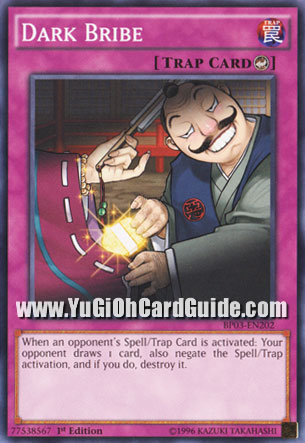 DARK BRIBE
TRAP
罠
[TRAP CARD]
www.YuGiOhCardGuide.com
BP03-EN202
When an opponent's Spell/Trap Card is activated: Your
opponent draws 1 card, also negate the Spell/Trap
activation, and if you do, destroy it.
77538567 1st Edition ©1996 KAZUKI TAKAHASHI